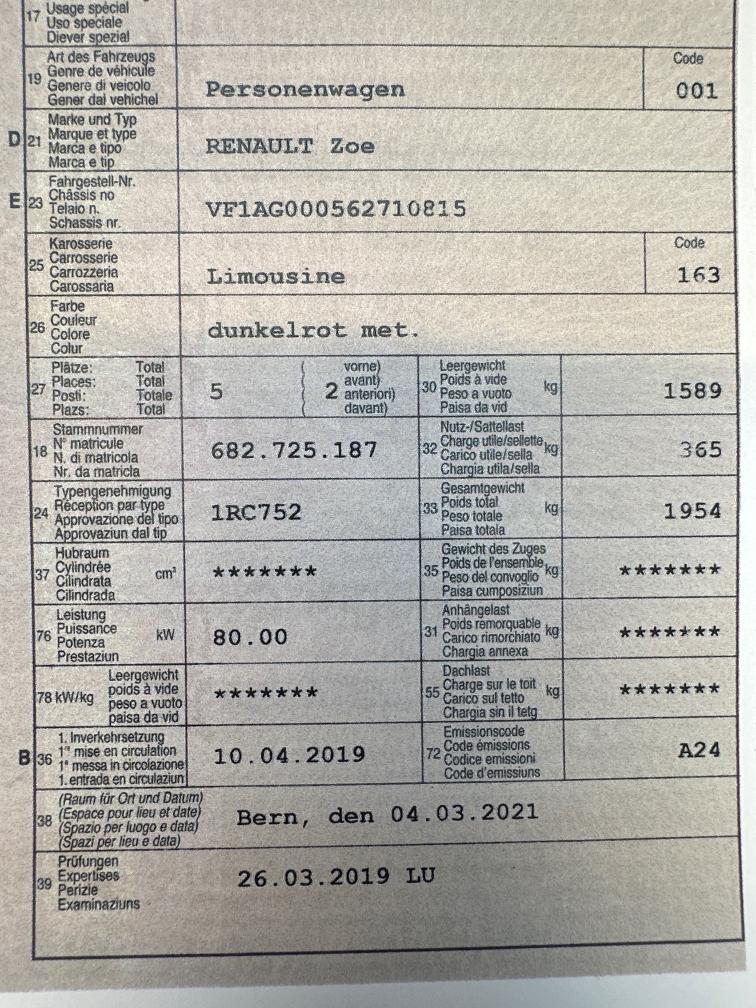 17 Usage spécial
Uso speciale
Diever spezial
19 Art des Fahrzeugs
Genre de véhicule
Genere di veicolo
Gener dal vehichel
Personenwagen
Code
001
D 21 Marke und Typ
Marque et type
Marca e tipo
Marca e tip
RENAULT Zoe
E 23 Fahrgestell-Nr.
Châssis no
Telaio n.
Schassis nr.
VF1AG000562710815
25 Karosserie
Carrosserie
Carrozzeria
Carossaria
Limousine
Code
163
26 Farbe
Couleur
Colore
Colur
dunkelrot met.
27 Plätze: Total
Places: Total
Posti: Totale
Plazs: Total
5
2
vorne)
avant)
anteriori)
davant)
30 Leergewicht
Poids à vide
Peso a vuoto
Paisa da vid
kg
1589
18 Stammnummer
N° matricule
N. di matricola
Nr. da matricla
682.725.187
32 Nutz-/Sattellast
Charge utile/sellette
Carico utile/sella
Chargia utila/sella
kg
365
24 Typengenehmigung
Réception par type
Approvazione del tipo
Approvaziun dal tip
1RC752
33 Gesamtgewicht
Poids total
Peso totale
Paisa totala
kg
1954
37 Hubraum
Cylindrée
Cilindrata
Cilindrada
cm³
*******
35 Gewicht des Zuges
Poids de l'ensemble
Peso del convoglio
Paisa cumposiziun
kg
*******
76 Leistung
Puissance
Potenza
Prestaziun
kW
80.00
31 Anhängelast
Poids remorquable
Carico rimorchiato
Chargia annexa
kg
*******
78 kW/kg
Leergewicht
poids à vide
peso a vuoto
paisa da vid
*******
55 Dachlast
Charge sur le toit
Carico sul tetto
Chargia sin il tetg
kg
*******
B 36 1. Inverkehrsetzung
1re mise en circulation
1a messa in circolazione
1. entrada en circulaziun
10.04.2019
72 Emissionscode
Code émissions
Codice emissioni
Code d'emissiuns
A24
38 (Raum für Ort und Datum)
(Espace pour lieu et date)
(Spazio per luogo e data)
(Spazi per lieu e data)
Bern, den 04.03.2021
39 Prüfungen
Expertises
Perizie
Examinaziuns
26.03.2019 LU